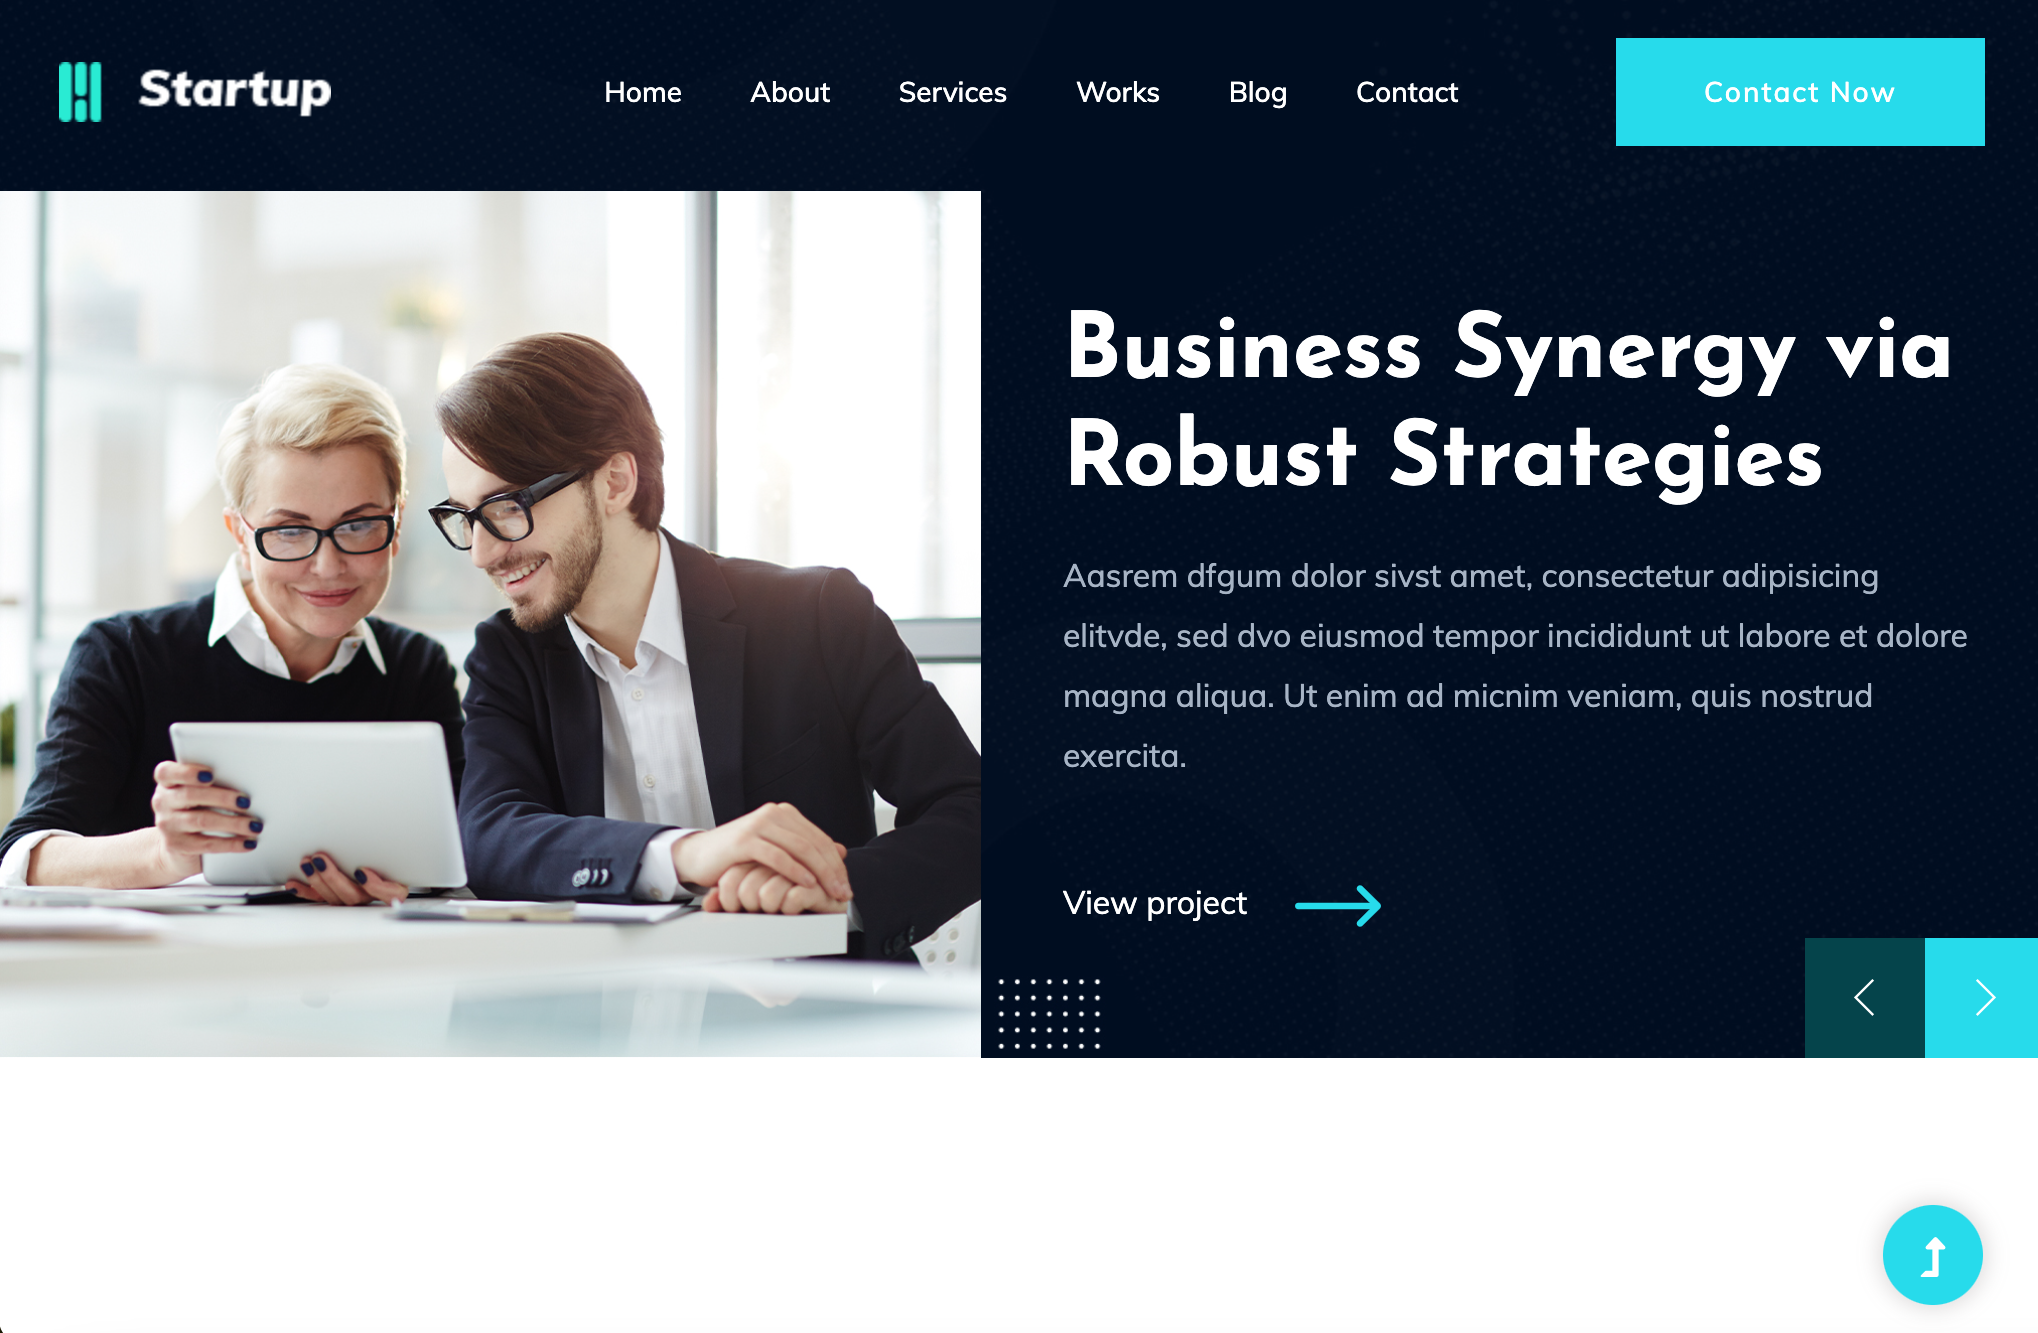 Startup
Home About Services Works Blog Contact Contact Now
Business Synergy via
Robust Strategies
Aasrem dfgum dolor sivst amet, consectetur adipisicing
elitvde, sed dvo eiusmod tempor incididunt ut labore et dolore
magna aliqua. Ut enim ad micnim veniam, quis nostrud
exercita.
View project